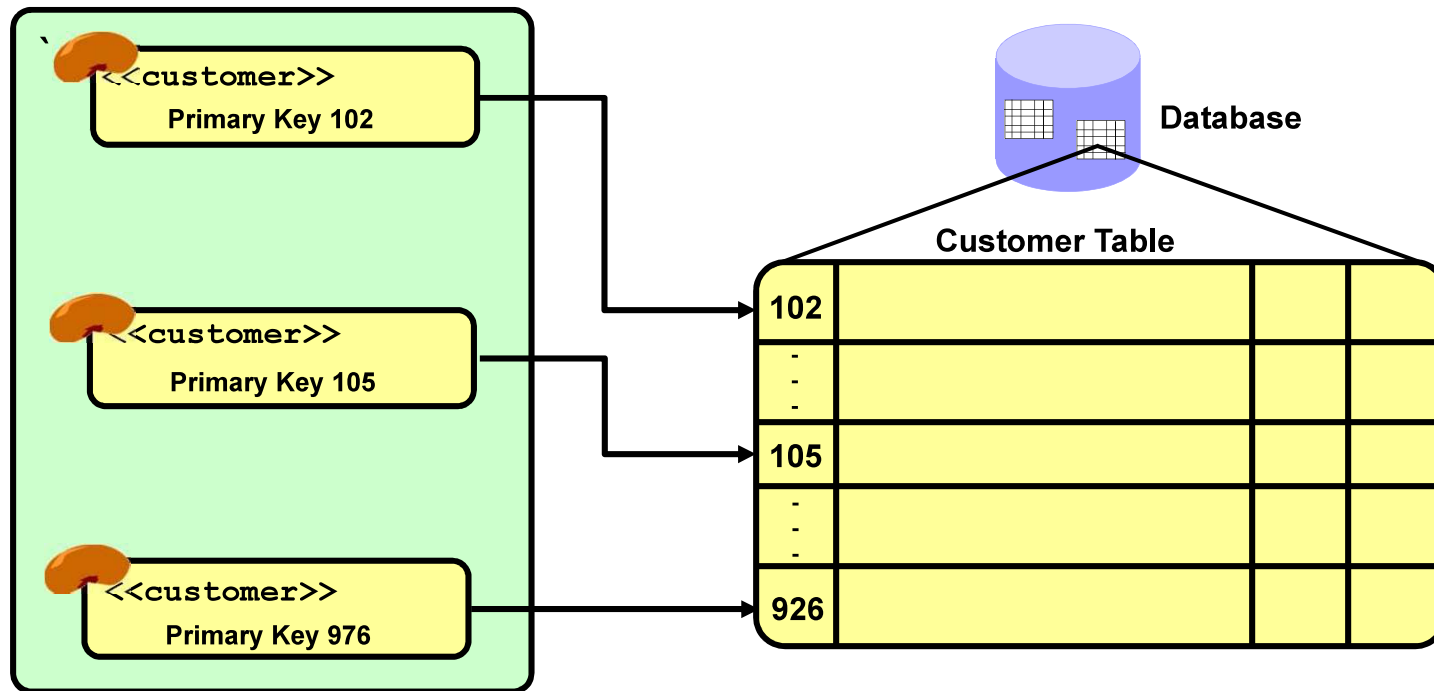 `
<<customer>>
Primary Key 102
<<customer>>
Primary Key 105
<<customer>>
Primary Key 976
Database
Customer Table
102
-
-
-
105
-
-
-
926